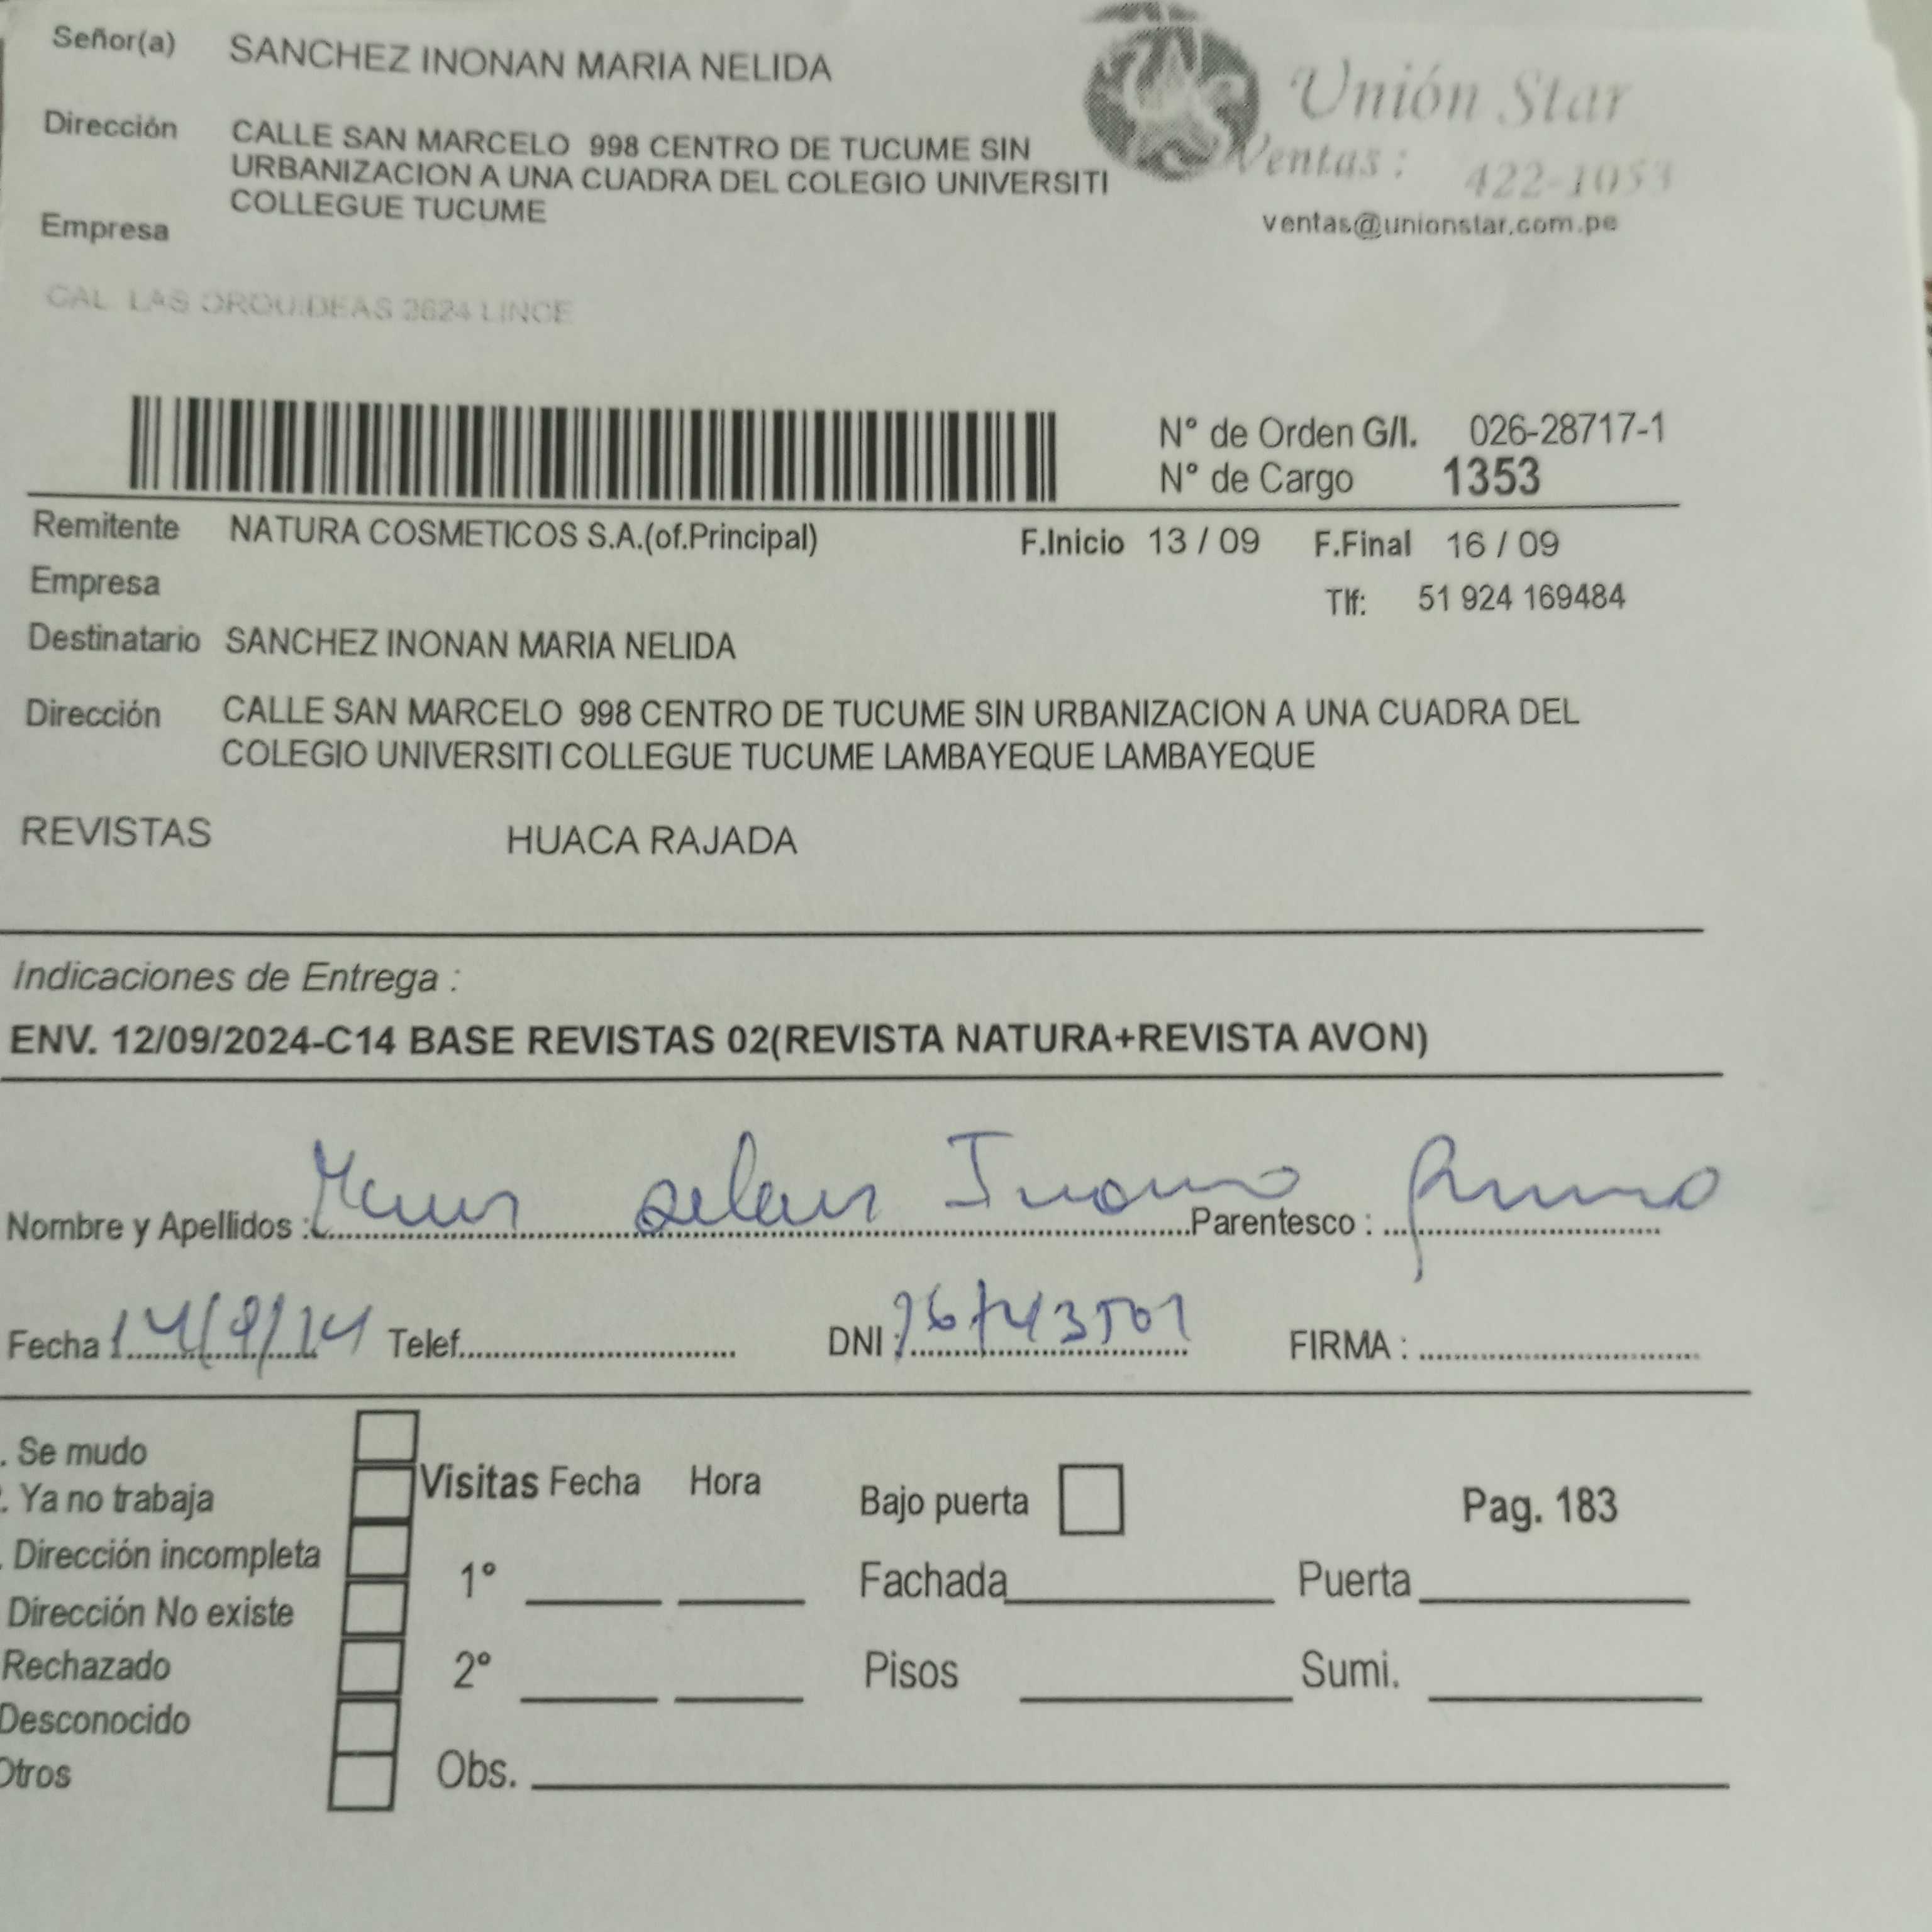 Señor(a) SANCHEZ INONAN MARIA NELIDA
Unión Star
Ventas : 422-1053
ventas@unionstar.com.pe
Dirección CALLE SAN MARCELO 998 CENTRO DE TUCUME SIN
URBANIZACION A UNA CUADRA DEL COLEGIO UNIVERSITI
COLLEGUE TUCUME
Empresa
CAL. LAS ORQUIDEAS 2624 LINCE
N° de Orden G/I. 026-28717-1
N° de Cargo 1353
Remitente NATURA COSMETICOS S.A.(of.Principal) F.Inicio 13 / 09 F.Final 16 / 09
Empresa Tlf: 51 924 169484
Destinatario SANCHEZ INONAN MARIA NELIDA
Dirección CALLE SAN MARCELO 998 CENTRO DE TUCUME SIN URBANIZACION A UNA CUADRA DEL
COLEGIO UNIVERSITI COLLEGUE TUCUME LAMBAYEQUE LAMBAYEQUE
REVISTAS HUACA RAJADA
Indicaciones de Entrega :
ENV. 12/09/2024-C14 BASE REVISTAS 02(REVISTA NATURA+REVISTA AVON)
Nombre y Apellidos : Parentesco :
Fecha Telef. DNI : FIRMA :
. Se mudo
. Ya no trabaja
. Dirección incompleta
Dirección No existe
Rechazado
Desconocido
Otros
Visitas Fecha Hora
1°
2°
Obs.
Bajo puerta Pag. 183
Fachada Puerta
Pisos Sumi.